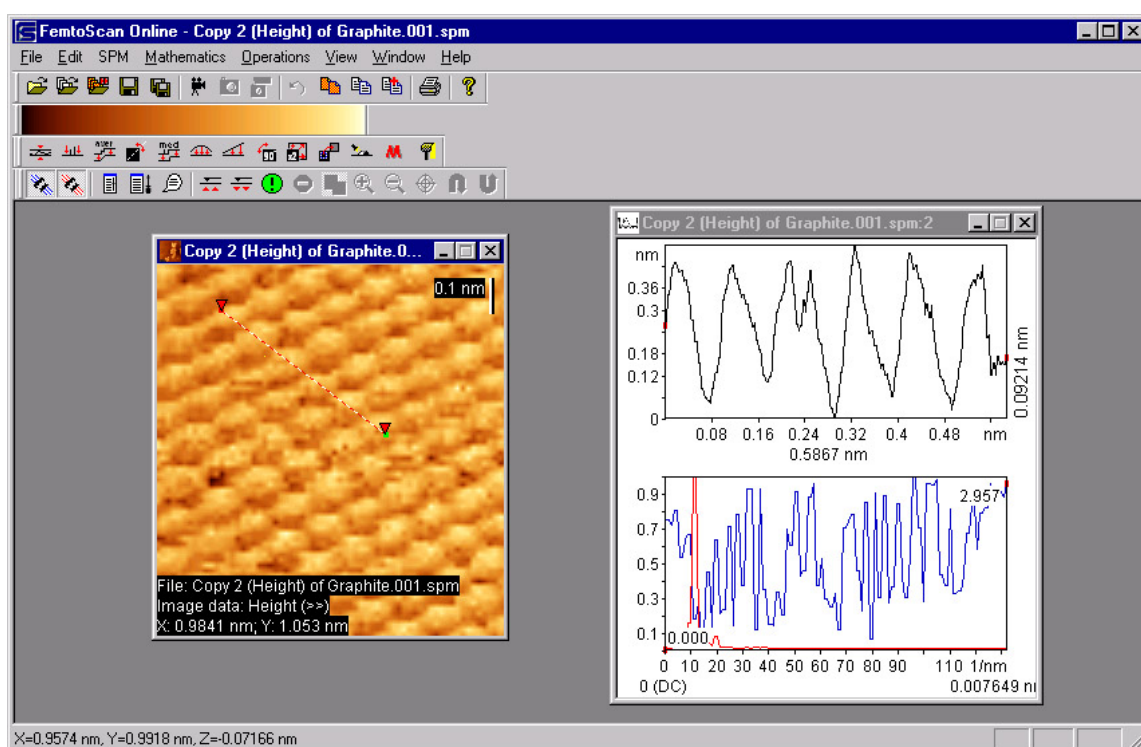 FemtoScan Online - Copy 2 (Height) of Graphite.001.spm
File Edit SPM Mathematics Operations View Window Help
aver med
Copy 2 (Height) of Graphite.0...
0.1 nm
File: Copy 2 (Height) of Graphite.001.spm
Image data: Height (>>)
X: 0.9841 nm; Y: 1.053 nm
Copy 2 (Height) of Graphite.001.spm:2
nm
0.36
0.3
0.18
0.12
0
0.09214 nm
0.08 0.16 0.24 0.32 0.4 0.48 nm
0.5867 nm
0.9
0.7
0.5
0.3
0.1
2.957
0.000
0 10 20 30 40 50 60 70 80 90 110 1/nm
0 (DC) 0.007649 n
X=0.9574 nm, Y=0.9918 nm, Z=-0.07166 nm